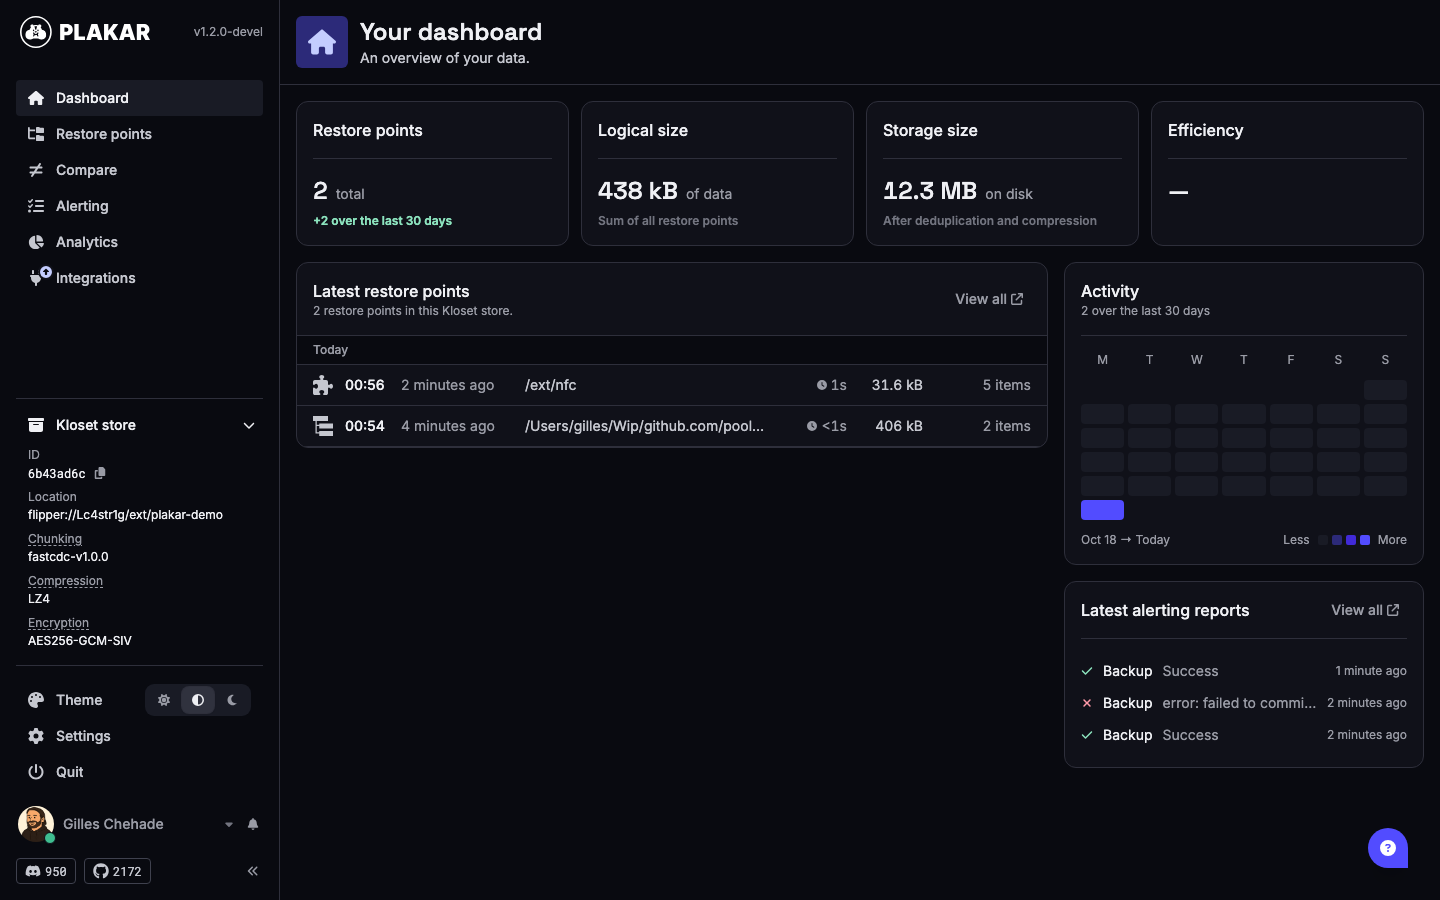 PLAKAR
v1.2.0-devel
Dashboard
Restore points
Compare
Alerting
Analytics
Integrations
Kloset store
ID
6b43ad6c
Location
flipper://Lc4str1g/ext/plakar-demo
Chunking
fastcdc-v1.0.0
Compression
LZ4
Encryption
AES256-GCM-SIV
Theme
Settings
Quit
Gilles Chehade
950
2172
Your dashboard
An overview of your data.
Restore points
2 total
+2 over the last 30 days
Logical size
438 kB of data
Sum of all restore points
Storage size
12.3 MB on disk
After deduplication and compression
Efficiency
—
Latest restore points
2 restore points in this Kloset store.
View all
Today
00:56 2 minutes ago /ext/nfc 1s 31.6 kB 5 items
00:54 4 minutes ago /Users/gilles/Wip/github.com/pool... <1s 406 kB 2 items
Activity
2 over the last 30 days
M T W T F S S
Oct 18 → Today
Less More
Latest alerting reports
View all
Backup Success 1 minute ago
Backup error: failed to commi... 2 minutes ago
Backup Success 2 minutes ago
?